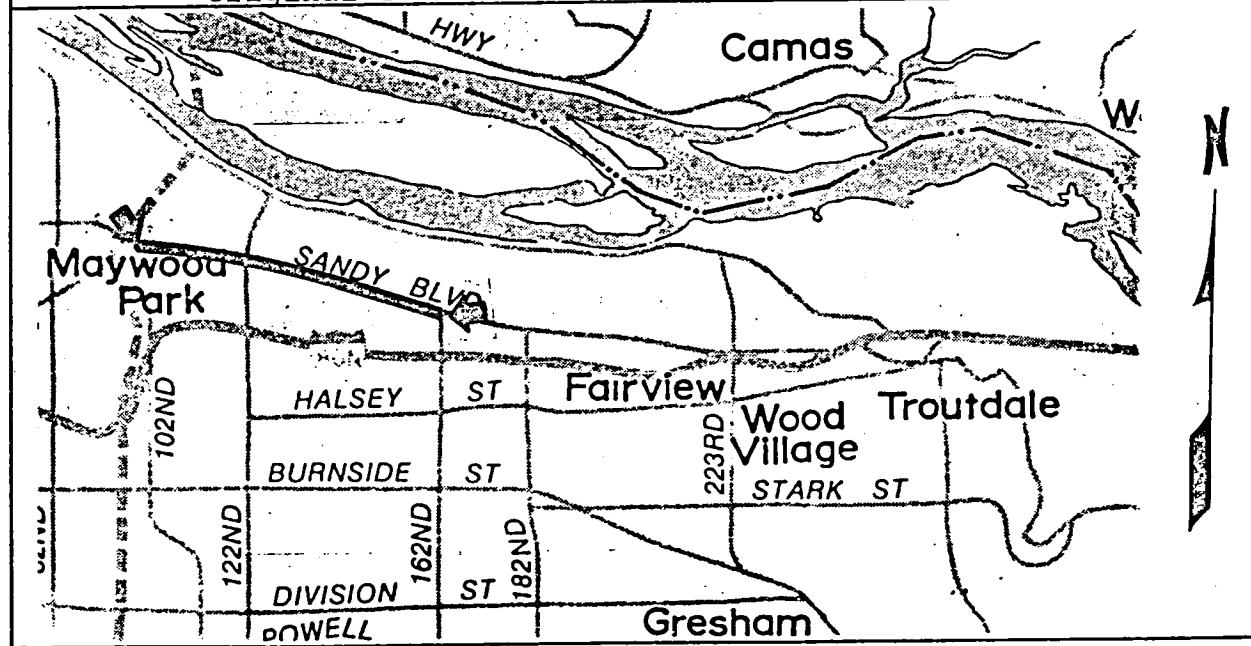 HWY
Camas
W
N
SANDY BLVD
Maywood
Park
HALSEY ST
Fairview
Wood
Village
Troutdale
102ND
223RD
BURNSIDE ST
STARK ST
122ND
162ND
182ND
DIVISION ST
POWELL
Gresham